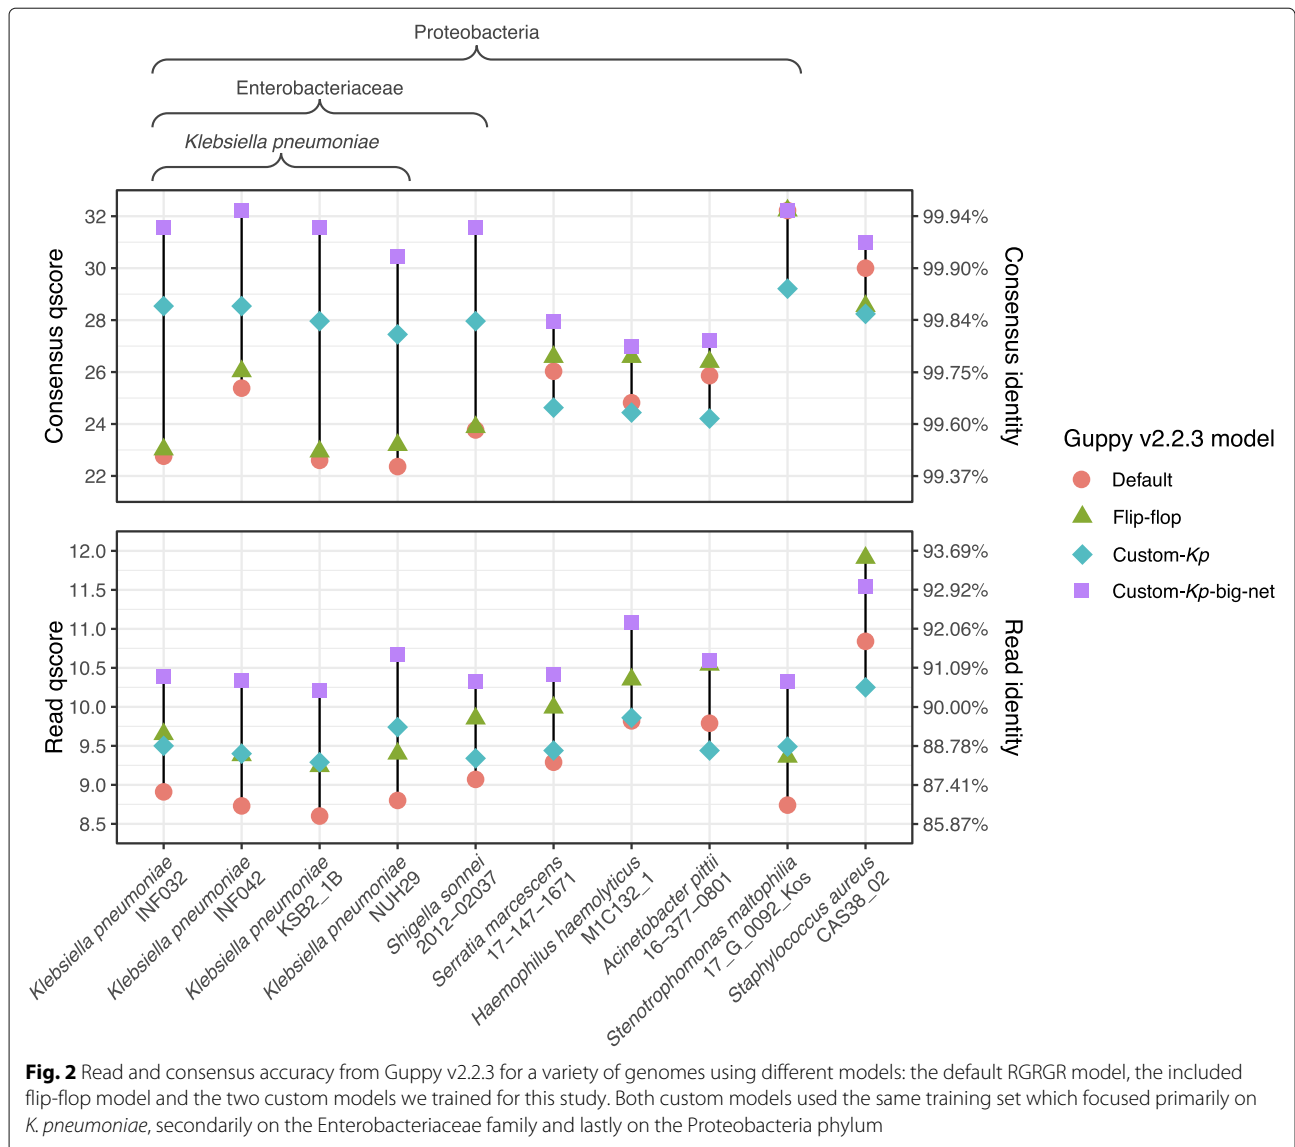 Proteobacteria
Enterobacteriaceae
Klebsiella pneumoniae
Consensus qscore
32
30
28
26
24
22
99.94%
99.90%
99.84%
99.75%
99.60%
99.37%
Consensus identity
Read qscore
12.0
11.5
11.0
10.5
10.0
9.5
9.0
8.5
93.69%
92.92%
92.06%
91.09%
90.00%
88.78%
87.41%
85.87%
Read identity
Klebsiella pneumoniae
INF032
Klebsiella pneumoniae
INF042
Klebsiella pneumoniae
KSB2_1B
Klebsiella pneumoniae
NUH29
Shigella sonnei
2012–02037
Serratia marcescens
17–147–1671
Haemophilus haemolyticus
M1C132_1
Acinetobacter pittii
16–377–0801
Stenotrophomonas maltophilia
17_G_0092_Kos
Staphylococcus aureus
CAS38_02
Guppy v2.2.3 model
Default
Flip-flop
Custom-Kp
Custom-Kp-big-net
Fig. 2 Read and consensus accuracy from Guppy v2.2.3 for a variety of genomes using different models: the default RGRGR model, the included
flip-flop model and the two custom models we trained for this study. Both custom models used the same training set which focused primarily on
K. pneumoniae, secondarily on the Enterobacteriaceae family and lastly on the Proteobacteria phylum